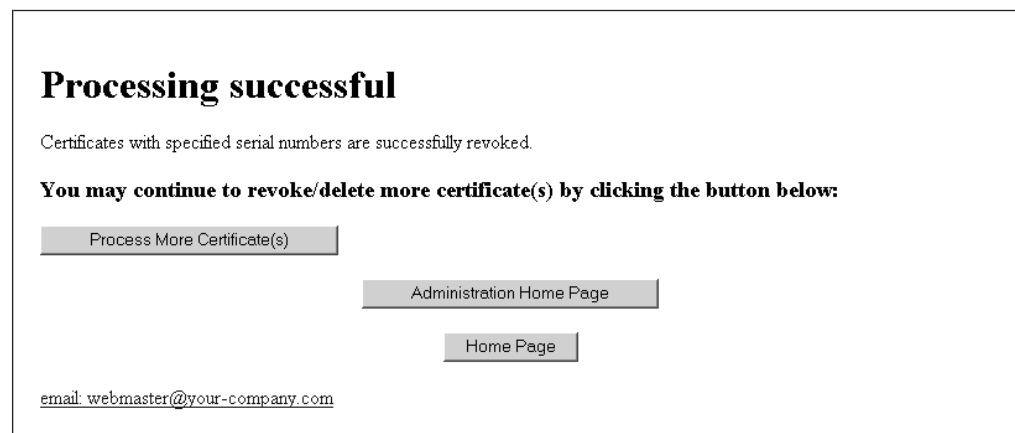 Processing successful
Certificates with specified serial numbers are successfully revoked.
You may continue to revoke/delete more certificate(s) by clicking the button below:
Process More Certificate(s)
Administration Home Page
Home Page
email: webmaster@your-company.com